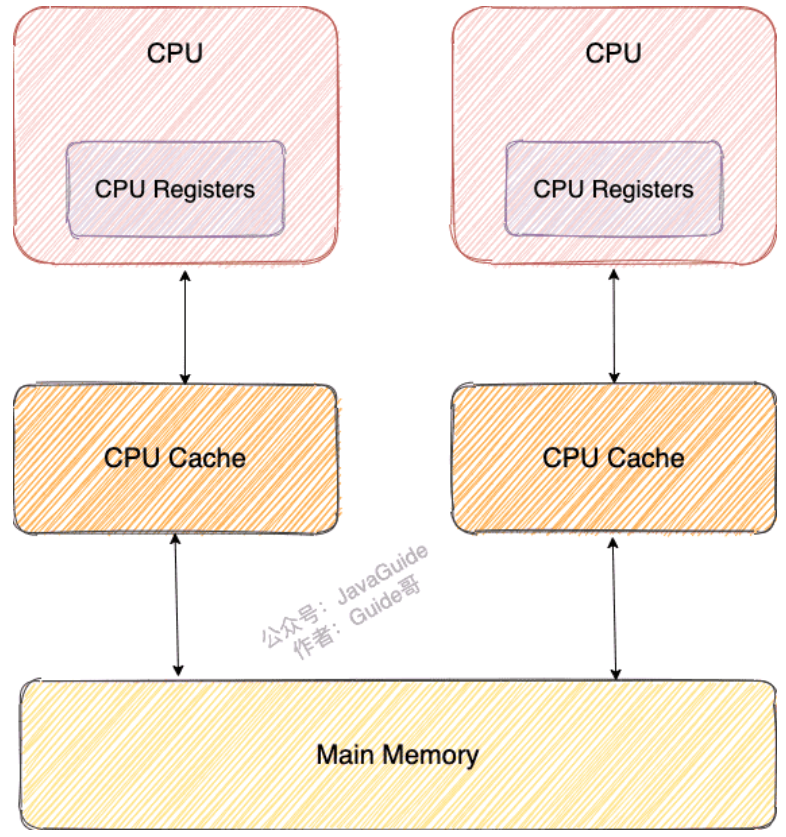 CPU
CPU
CPU Registers
CPU Registers
CPU Cache
CPU Cache
公众号：JavaGuide
作者：Guide哥
Main Memory